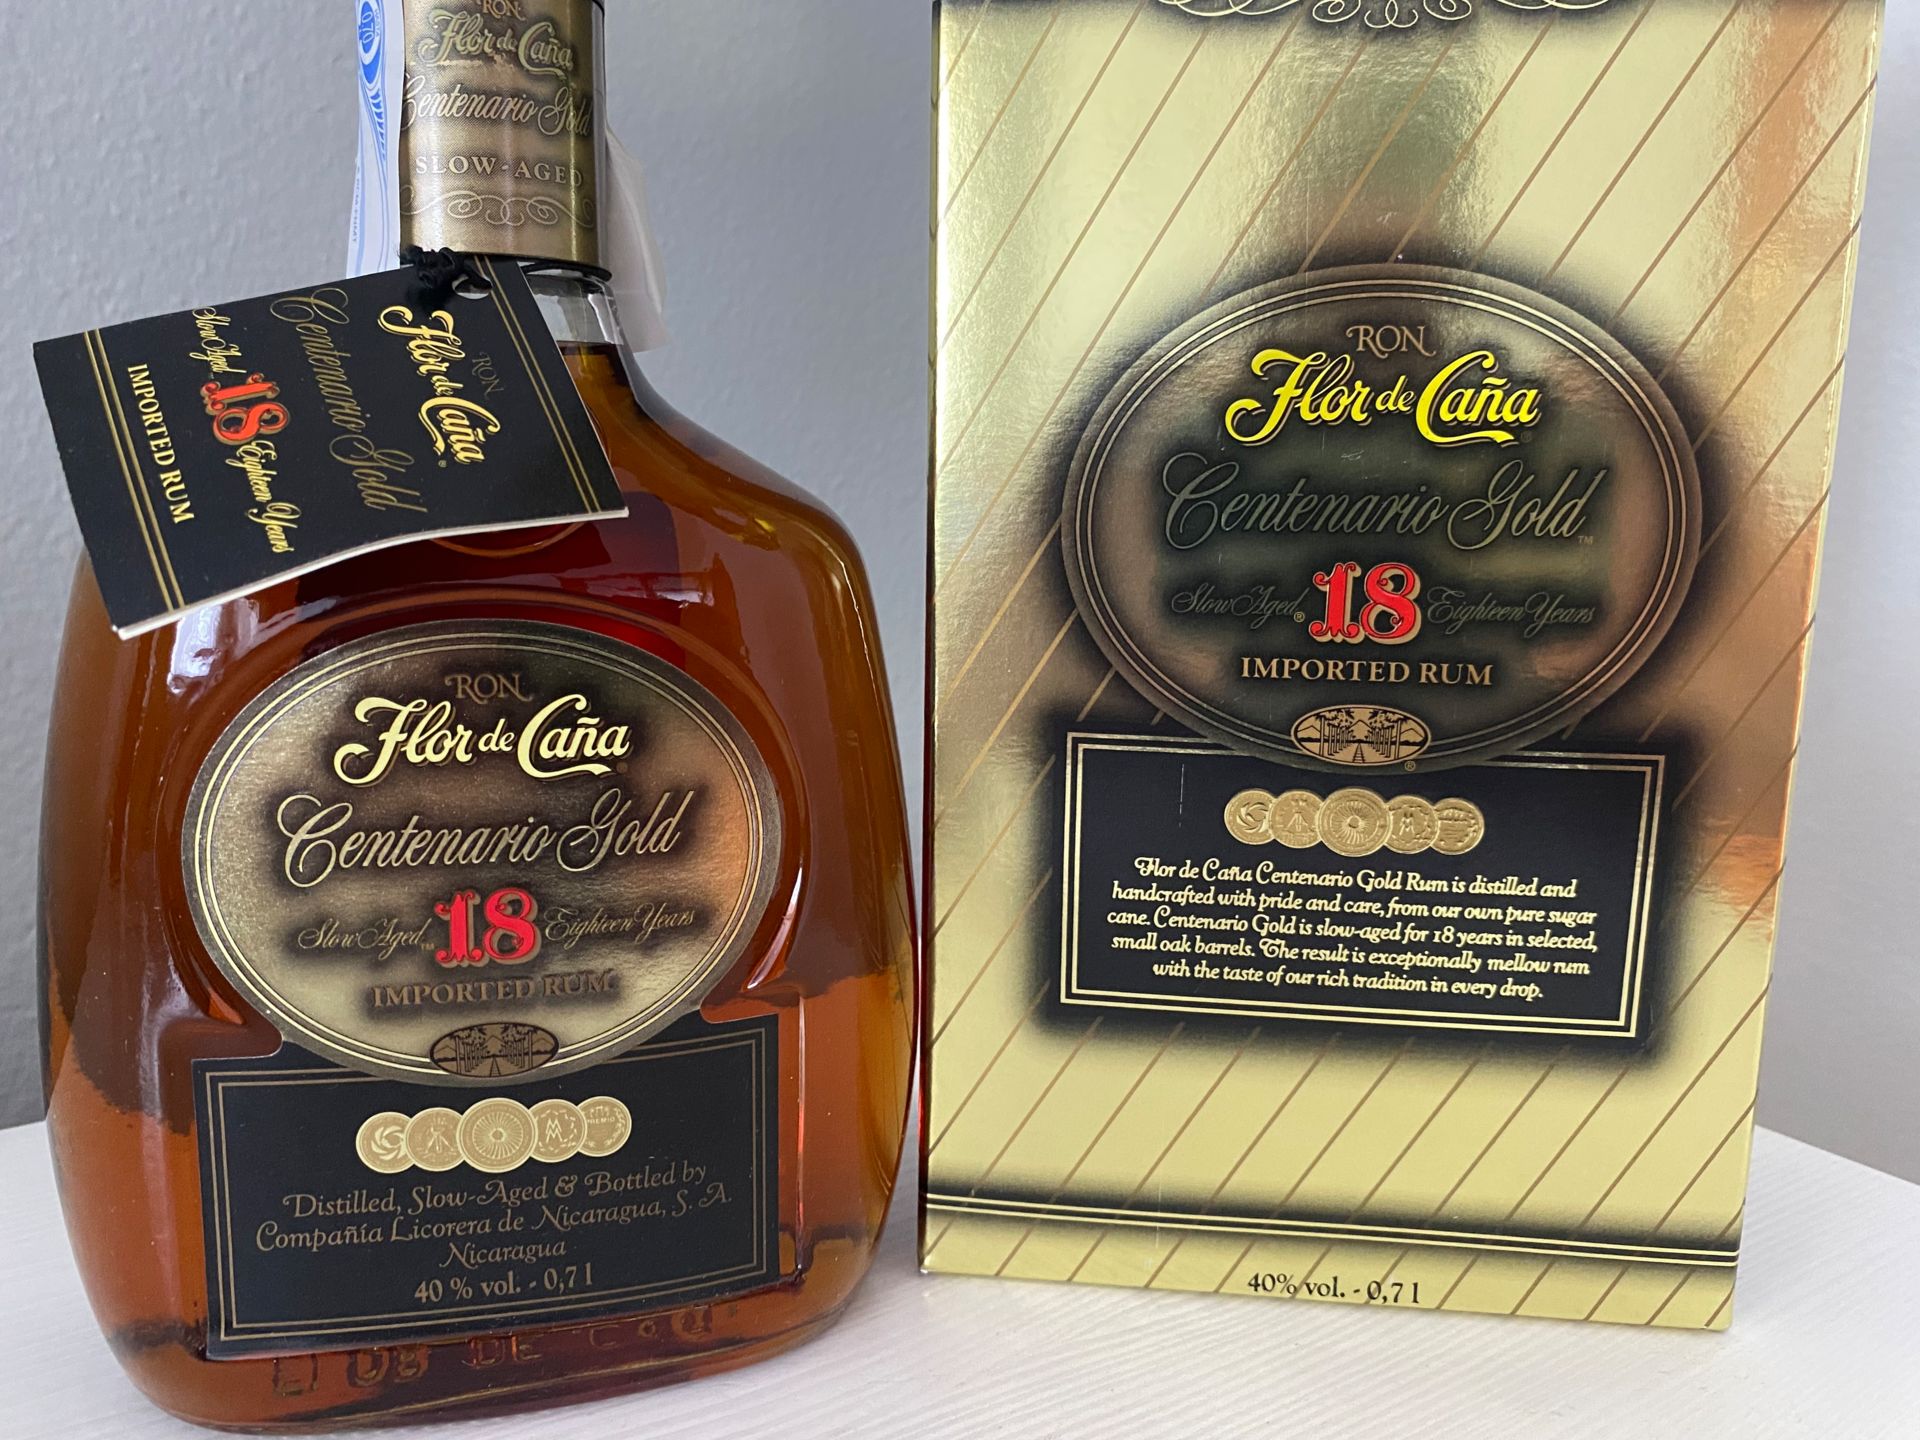 RON
Flor de Caña
Centenario Gold
SLOW-AGED
RON
Flor de Caña
Centenario Gold
Slow Aged 18 Eighteen Years
IMPORTED RUM
RON
Flor de Caña
Centenario Gold
Slow Aged™ 18 Eighteen Years
IMPORTED RUM
Distilled, Slow-Aged & Bottled by
Compañía Licorera de Nicaragua, S. A.
Nicaragua
40 % vol. - 0,7 l
RON
Flor de Caña
Centenario Gold™
Slow Aged® 18 Eighteen Years
IMPORTED RUM
Flor de Caña Centenario Gold Rum is distilled and
handcrafted with pride and care, from our own pure sugar
cane. Centenario Gold is slow-aged for 18 years in selected,
small oak barrels. The result is exceptionally mellow rum
with the taste of our rich tradition in every drop.
40% vol. - 0,7 l